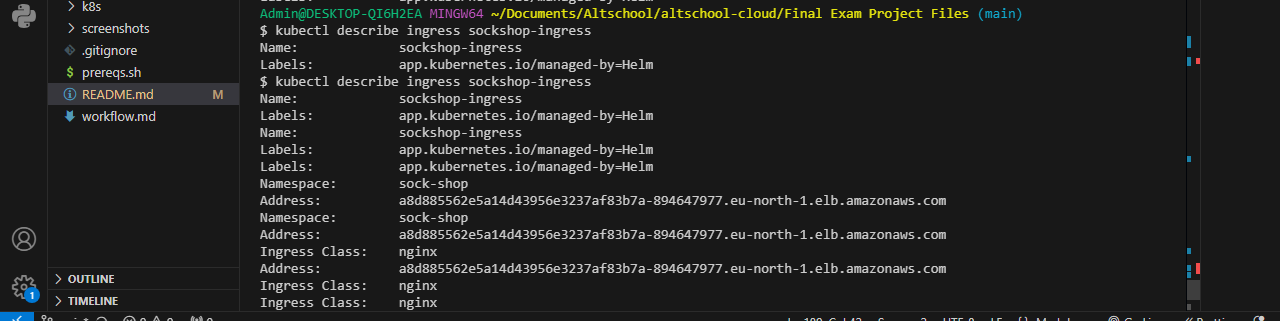 k8s
screenshots
.gitignore
prereqs.sh
README.md M
workflow.md
OUTLINE
TIMELINE
1
Admin@DESKTOP-QI6H2EA MINGW64 ~/Documents/Altschool/altschool-cloud/Final Exam Project Files (main)
$ kubectl describe ingress sockshop-ingress
Name: sockshop-ingress
Labels: app.kubernetes.io/managed-by=Helm
$ kubectl describe ingress sockshop-ingress
Name: sockshop-ingress
Labels: app.kubernetes.io/managed-by=Helm
Name: sockshop-ingress
Labels: app.kubernetes.io/managed-by=Helm
Labels: app.kubernetes.io/managed-by=Helm
Namespace: sock-shop
Address: a8d885562e5a14d43956e3237af83b7a-894647977.eu-north-1.elb.amazonaws.com
Namespace: sock-shop
Address: a8d885562e5a14d43956e3237af83b7a-894647977.eu-north-1.elb.amazonaws.com
Ingress Class: nginx
Address: a8d885562e5a14d43956e3237af83b7a-894647977.eu-north-1.elb.amazonaws.com
Ingress Class: nginx
Ingress Class: nginx